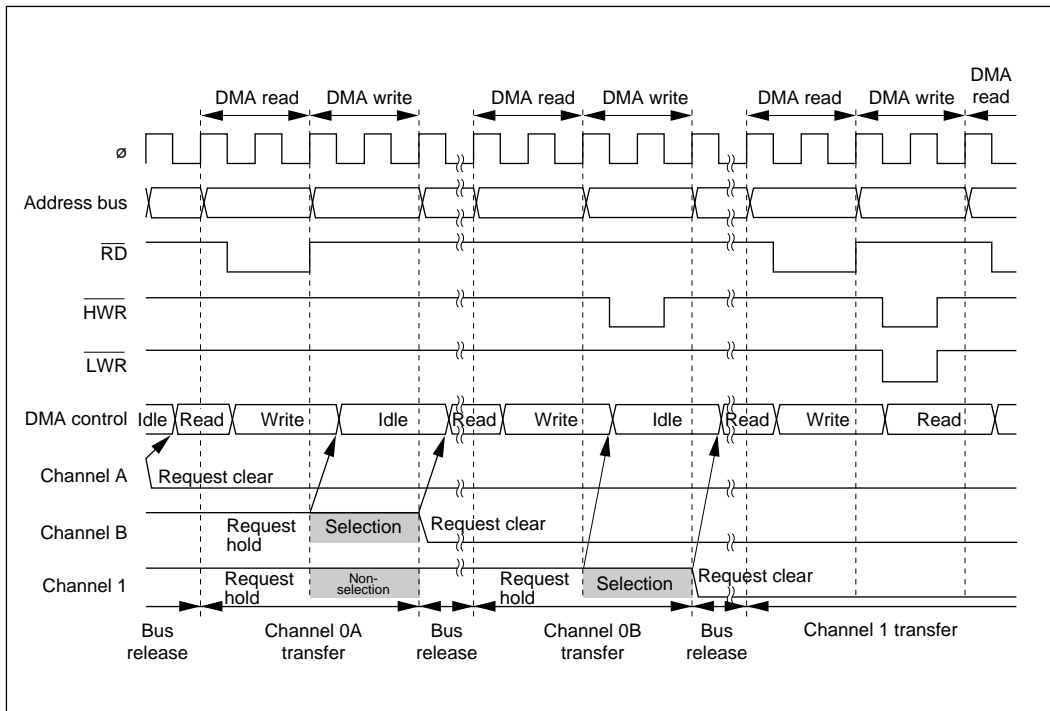 DMA read DMA write DMA read DMA write DMA read DMA write DMA read
ø
Address bus
RD
HWR
LWR
DMA control Idle Read Write Idle Read Write Idle Read Write Read
Channel A Request clear
Channel B Request hold Selection Request clear
Channel 1 Request hold Non-selection Request hold Selection Request clear
Bus release Channel 0A transfer Bus release Channel 0B transfer Bus release Channel 1 transfer